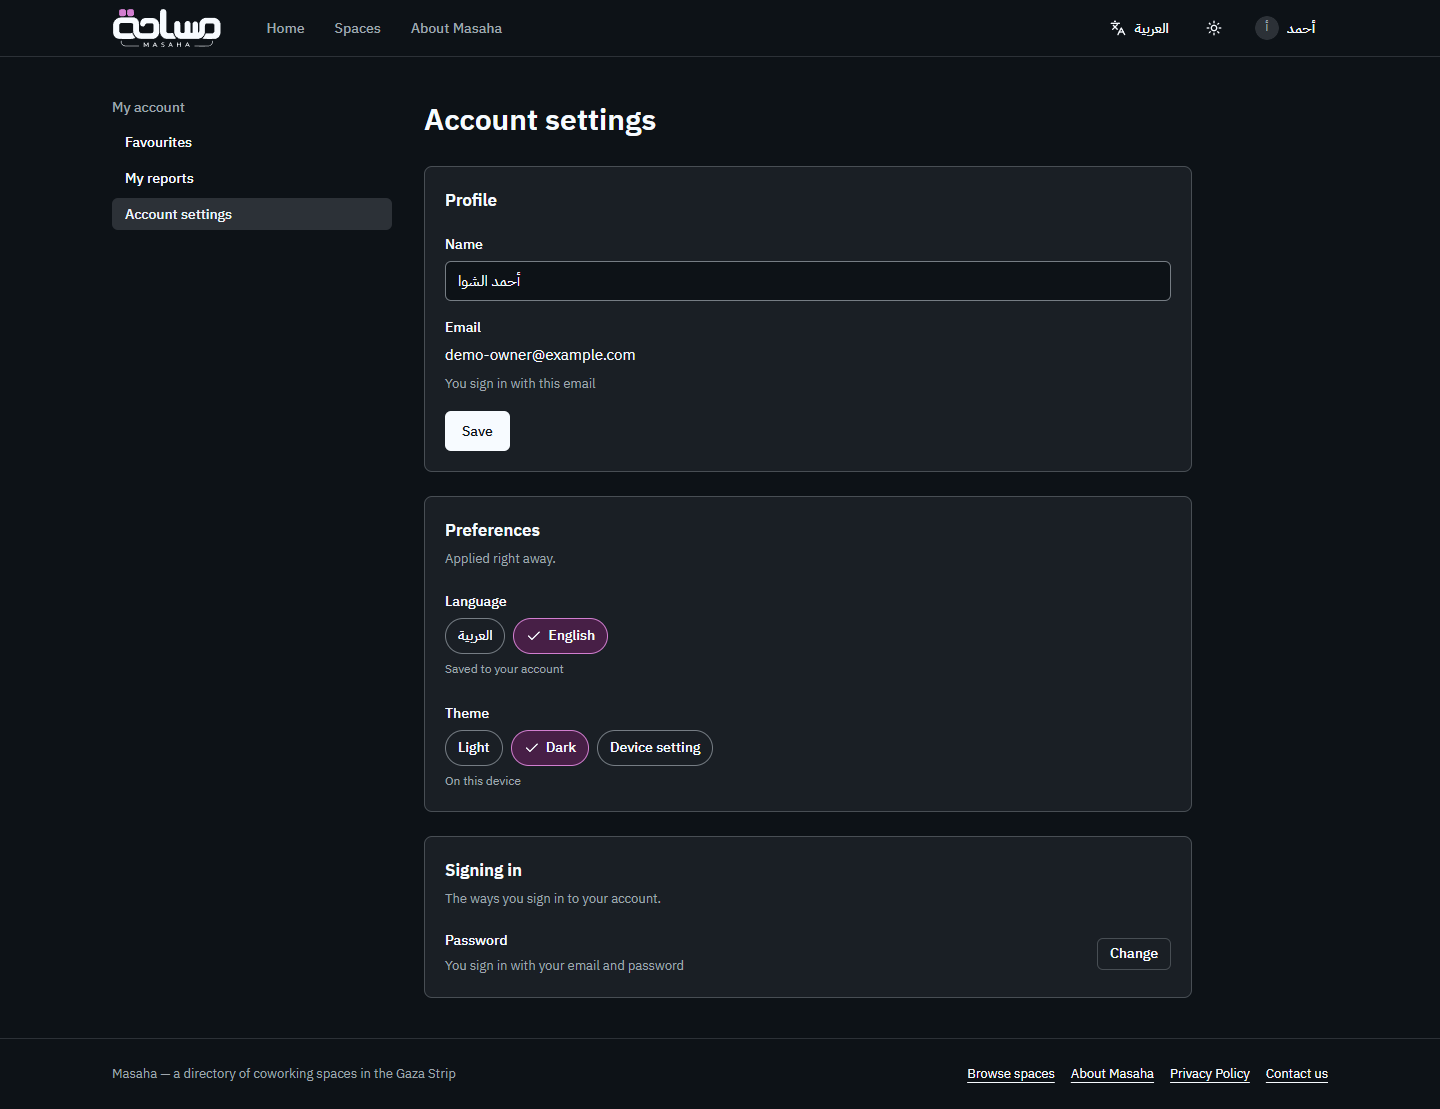 مساحة
MASAHA
Home
Spaces
About Masaha
العربية
أ
أحمد
My account
Favourites
My reports
Account settings
Account settings
Profile
Name
أحمد الشوا
Email
demo-owner@example.com
You sign in with this email
Save
Preferences
Applied right away.
Language
العربية
English
Saved to your account
Theme
Light
Dark
Device setting
On this device
Signing in
The ways you sign in to your account.
Password
You sign in with your email and password
Change
Masaha — a directory of coworking spaces in the Gaza Strip
Browse spaces
About Masaha
Privacy Policy
Contact us